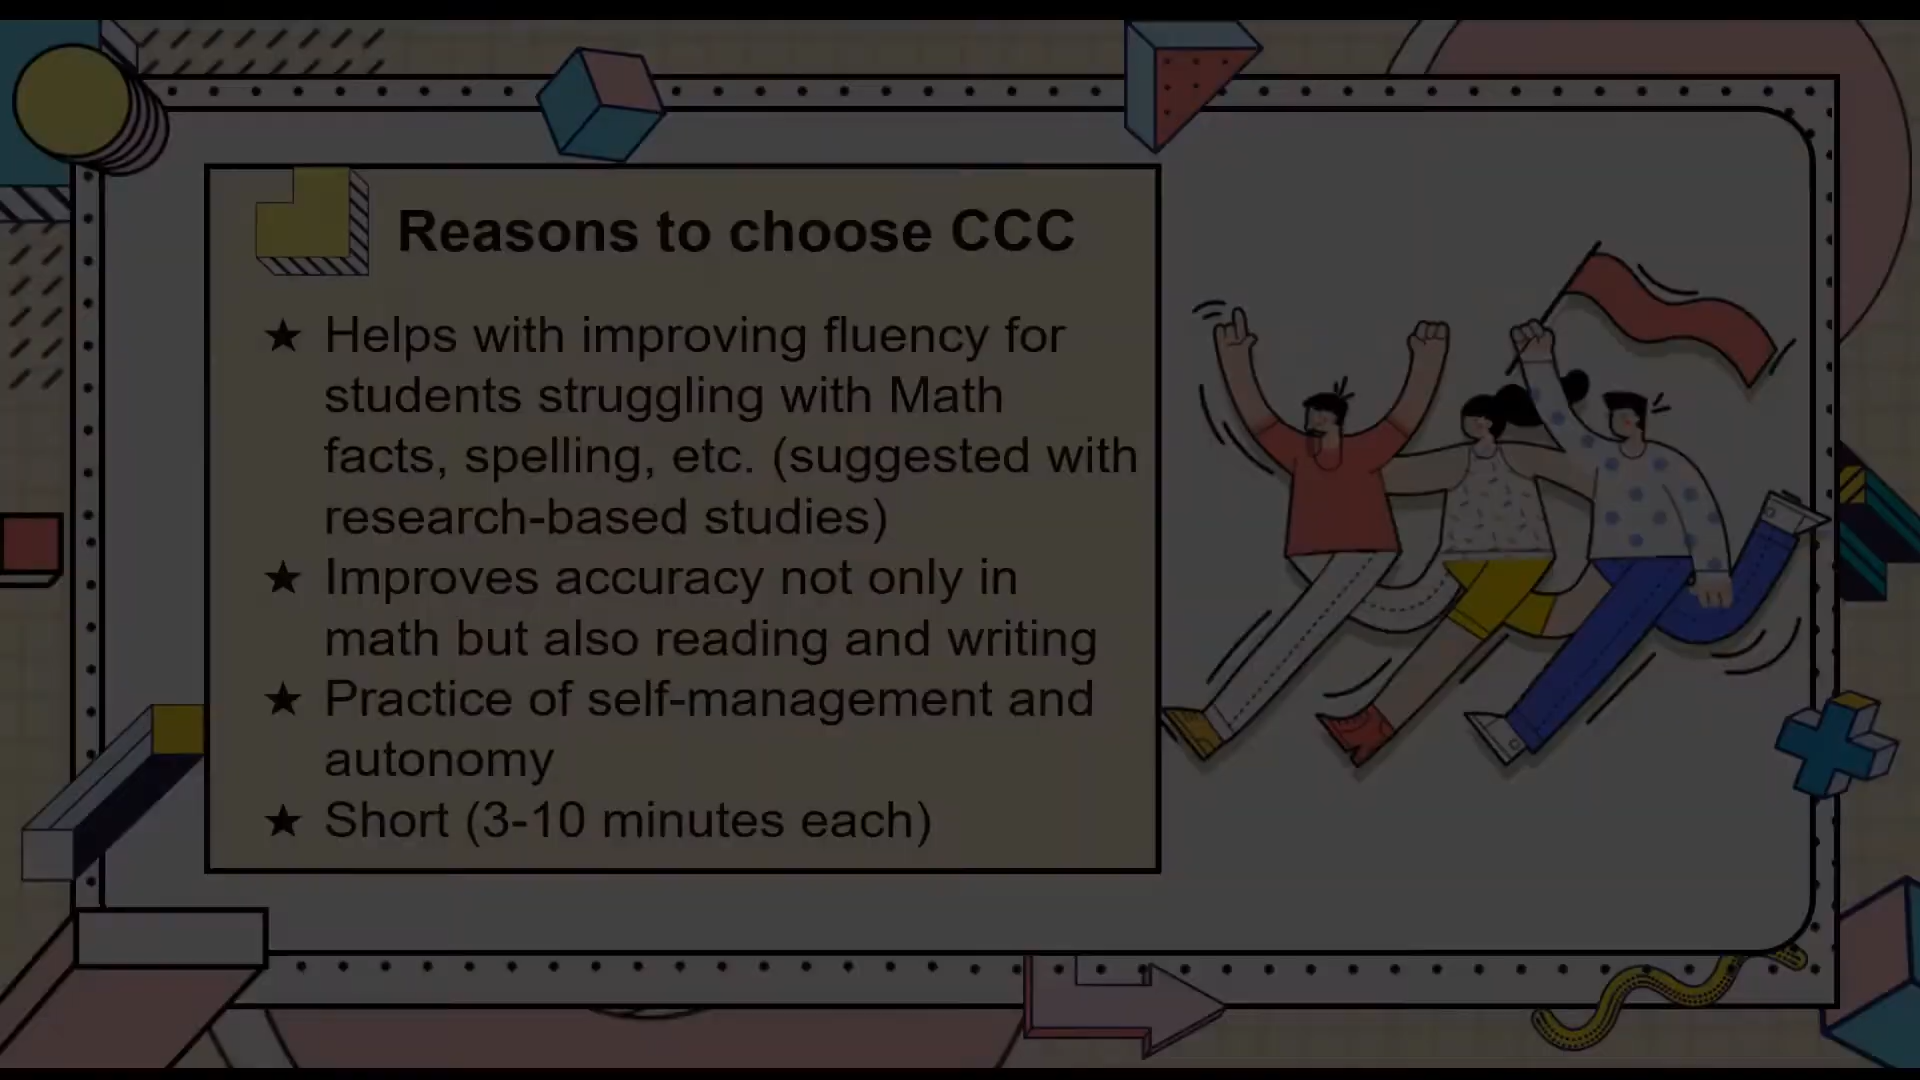 Reasons to choose CCC
★ Helps with improving fluency for
students struggling with Math
facts, spelling, etc. (suggested with
research-based studies)
★ Improves accuracy not only in
math but also reading and writing
★ Practice of self-management and
autonomy
★ Short (3-10 minutes each)